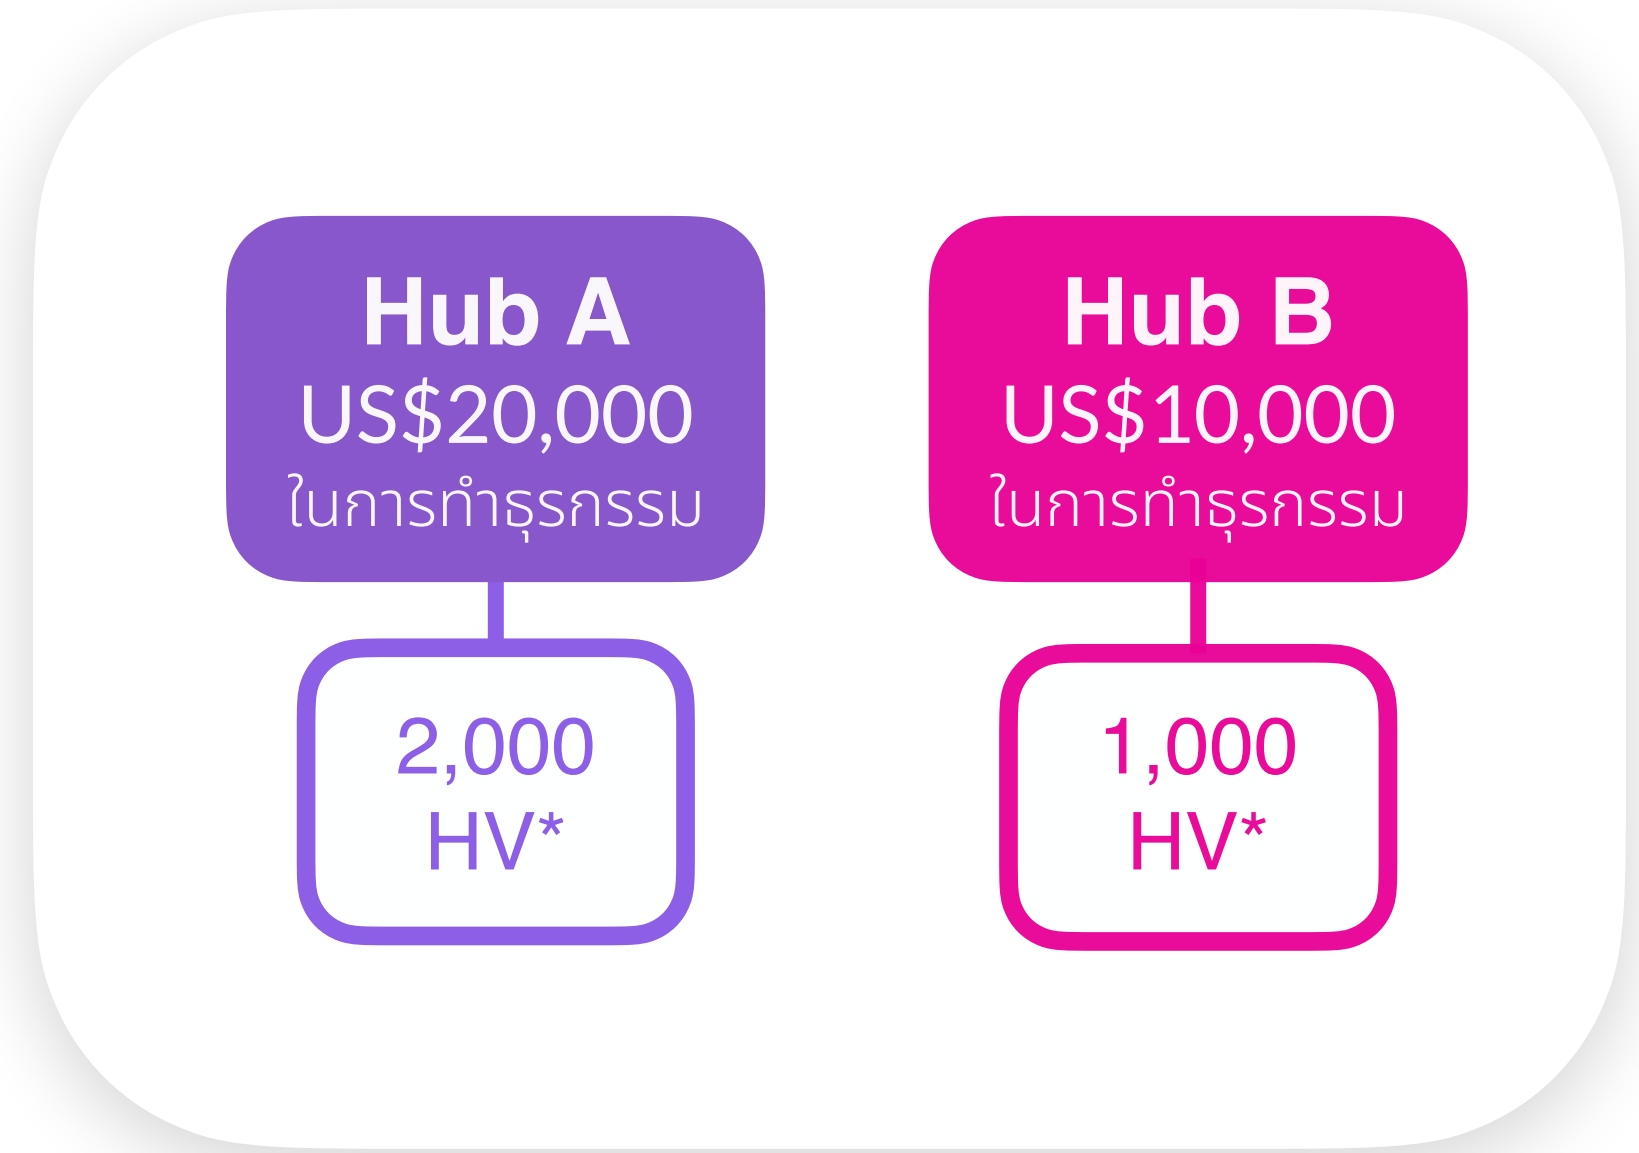 Hub A
US$20,000
ในการทำธุรกรรม
2,000
HV*
Hub B
US$10,000
ในการทำธุรกรรม
1,000
HV*